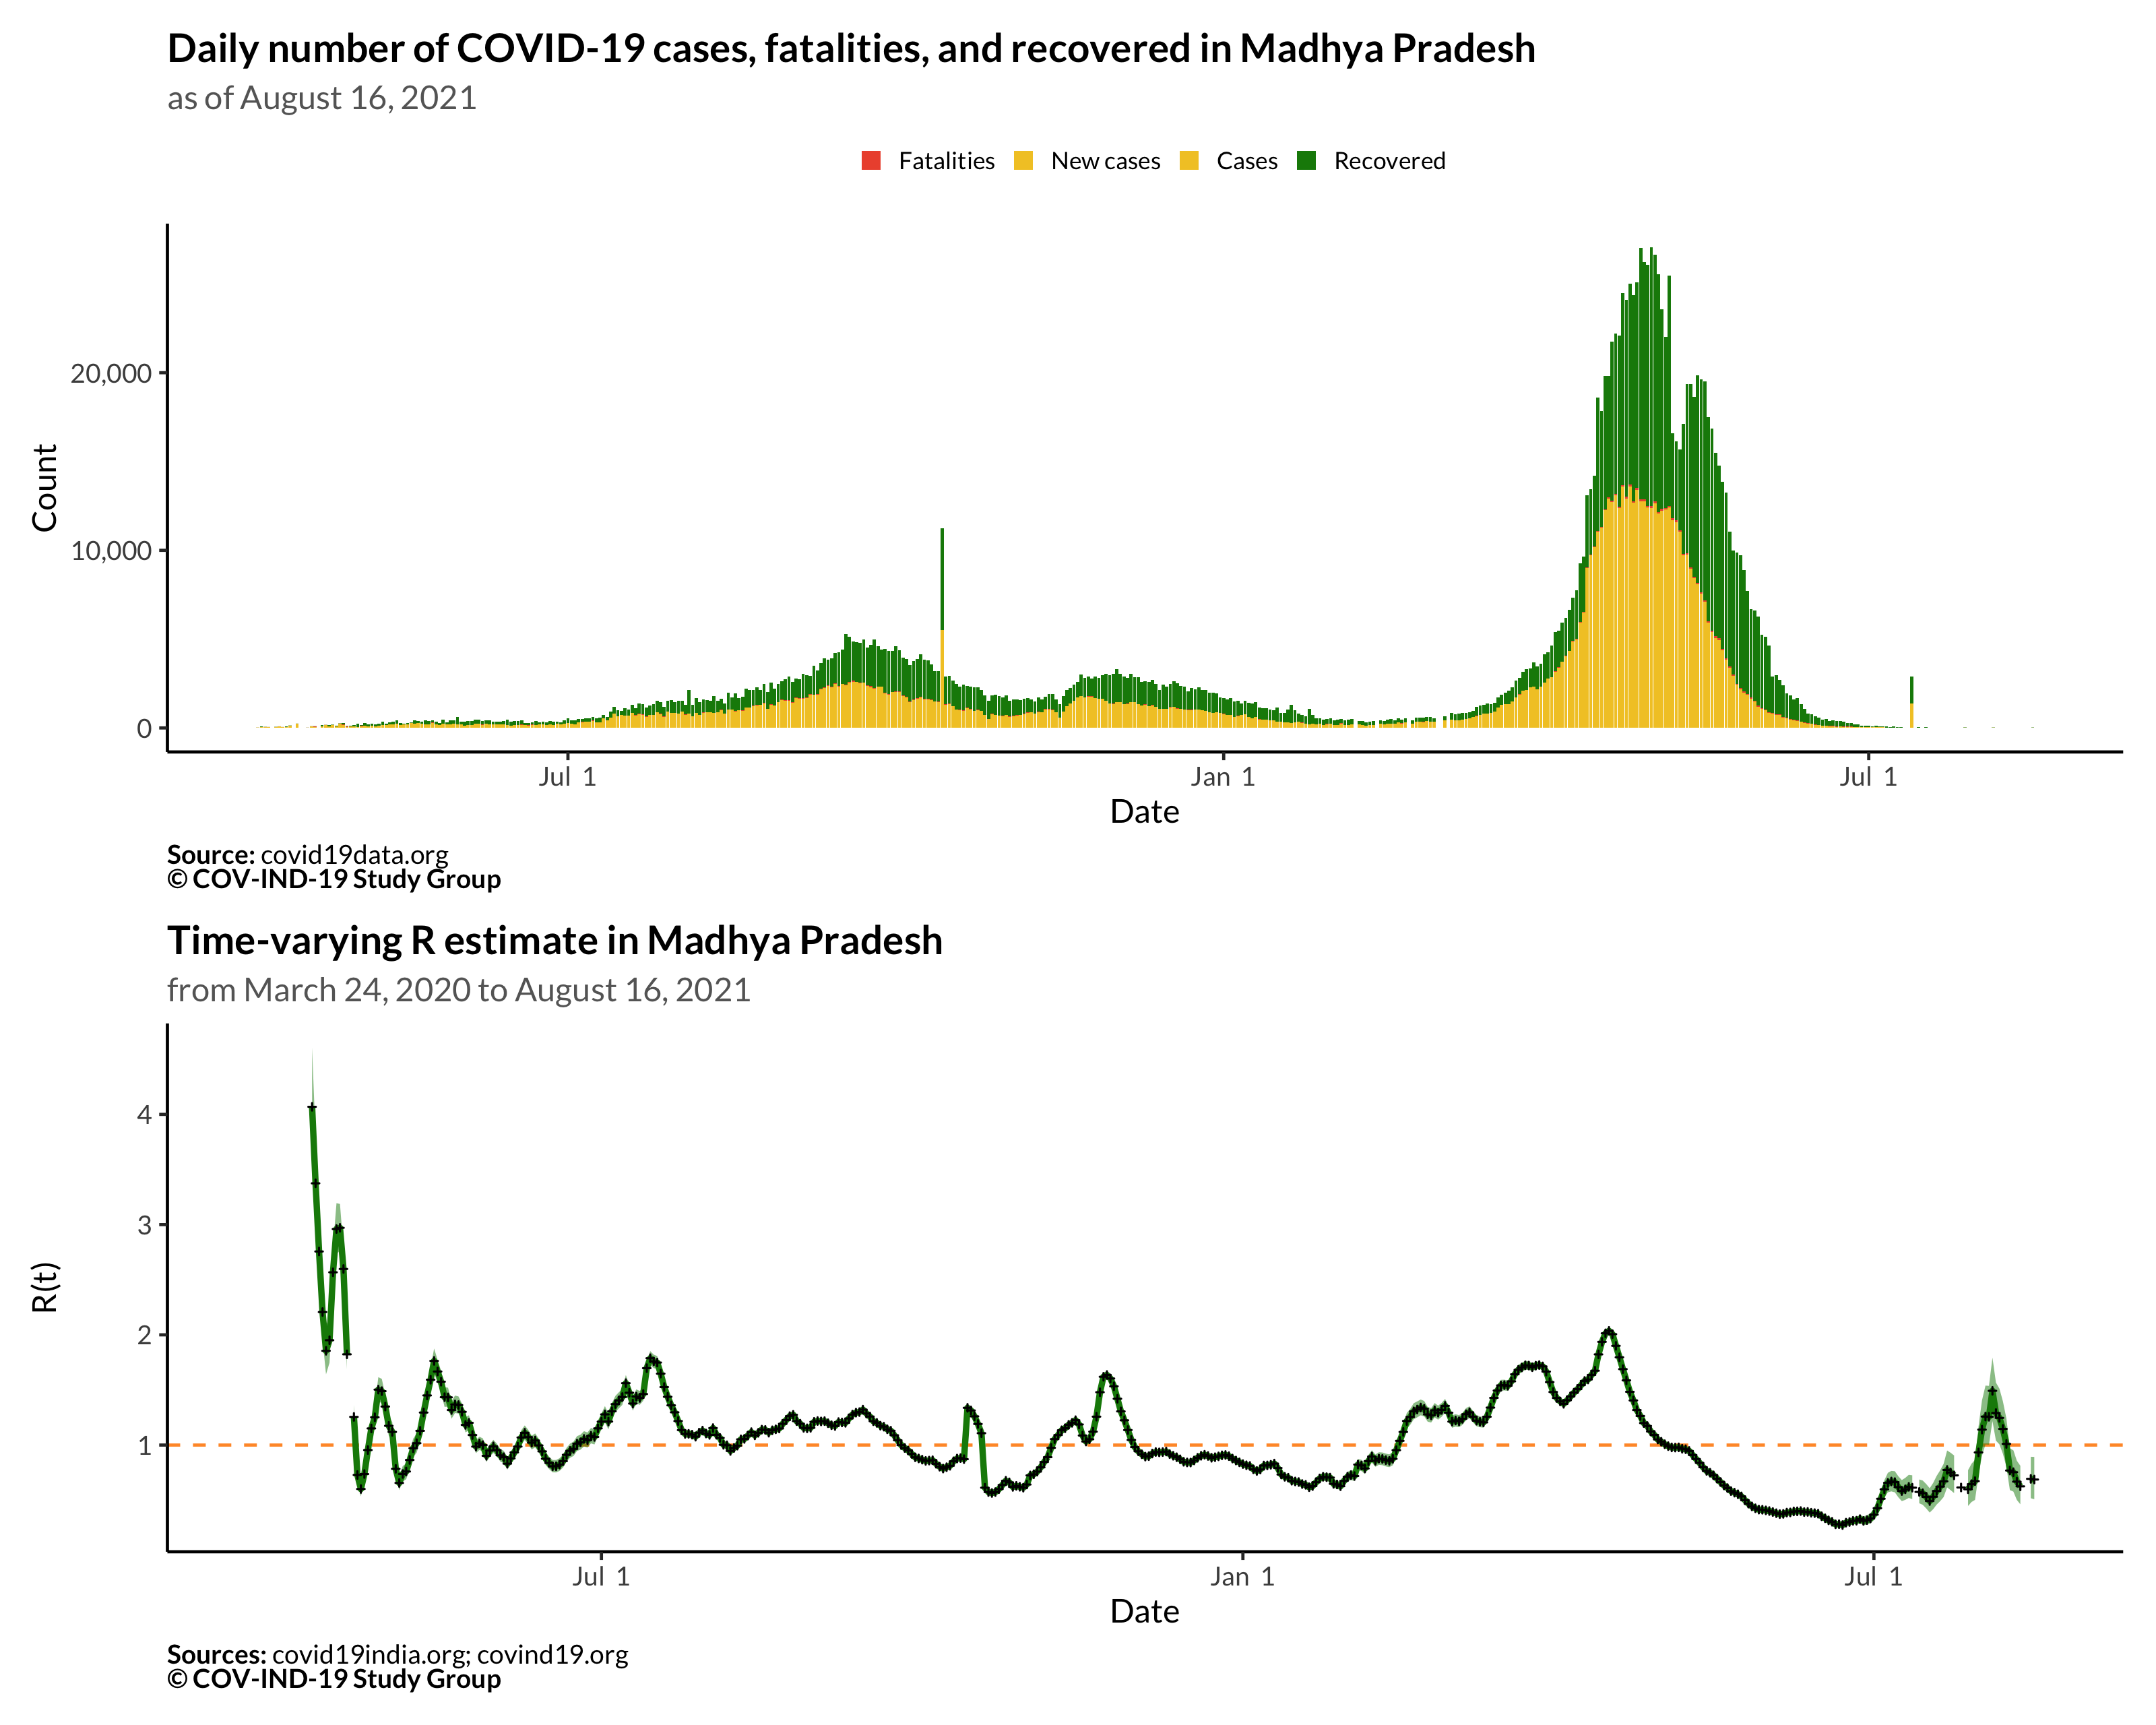 Daily number of COVID-19 cases, fatalities, and recovered in Madhya Pradesh
as of August 16, 2021
Fatalities New cases Cases Recovered
Count
20,000
10,000
0
Jul 1 Jan 1 Jul 1
Date
Source: covid19data.org
© COV-IND-19 Study Group
Time-varying R estimate in Madhya Pradesh
from March 24, 2020 to August 16, 2021
R(t)
4
3
2
1
Jul 1 Jan 1 Jul 1
Date
Sources: covid19india.org; covind19.org
© COV-IND-19 Study Group